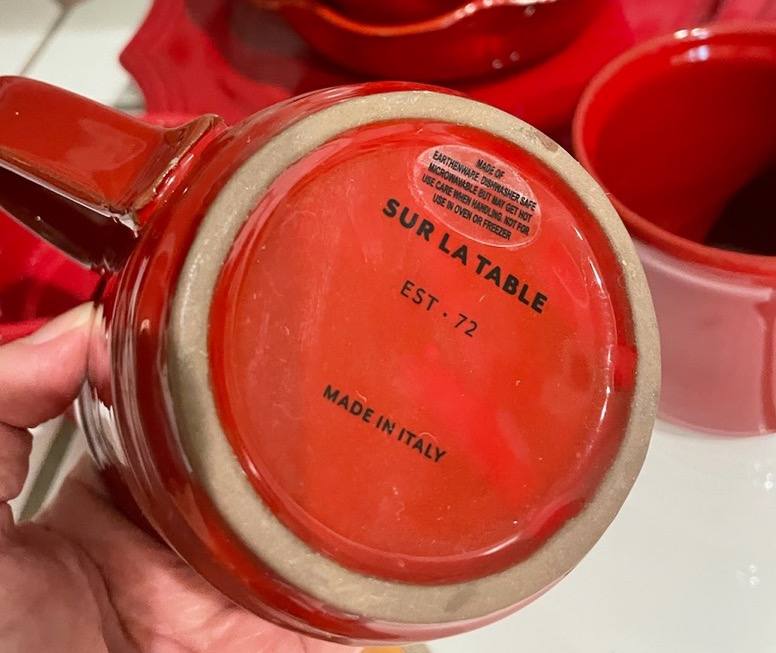 MADE OF
EARTHENWARE. DISHWASHER SAFE
MICROWAVABLE BUT MAY GET HOT
USE CARE WHEN HANDLING. NOT FOR
USE IN OVEN OR FREEZER
SUR LA TABLE
EST · 72
MADE IN ITALY